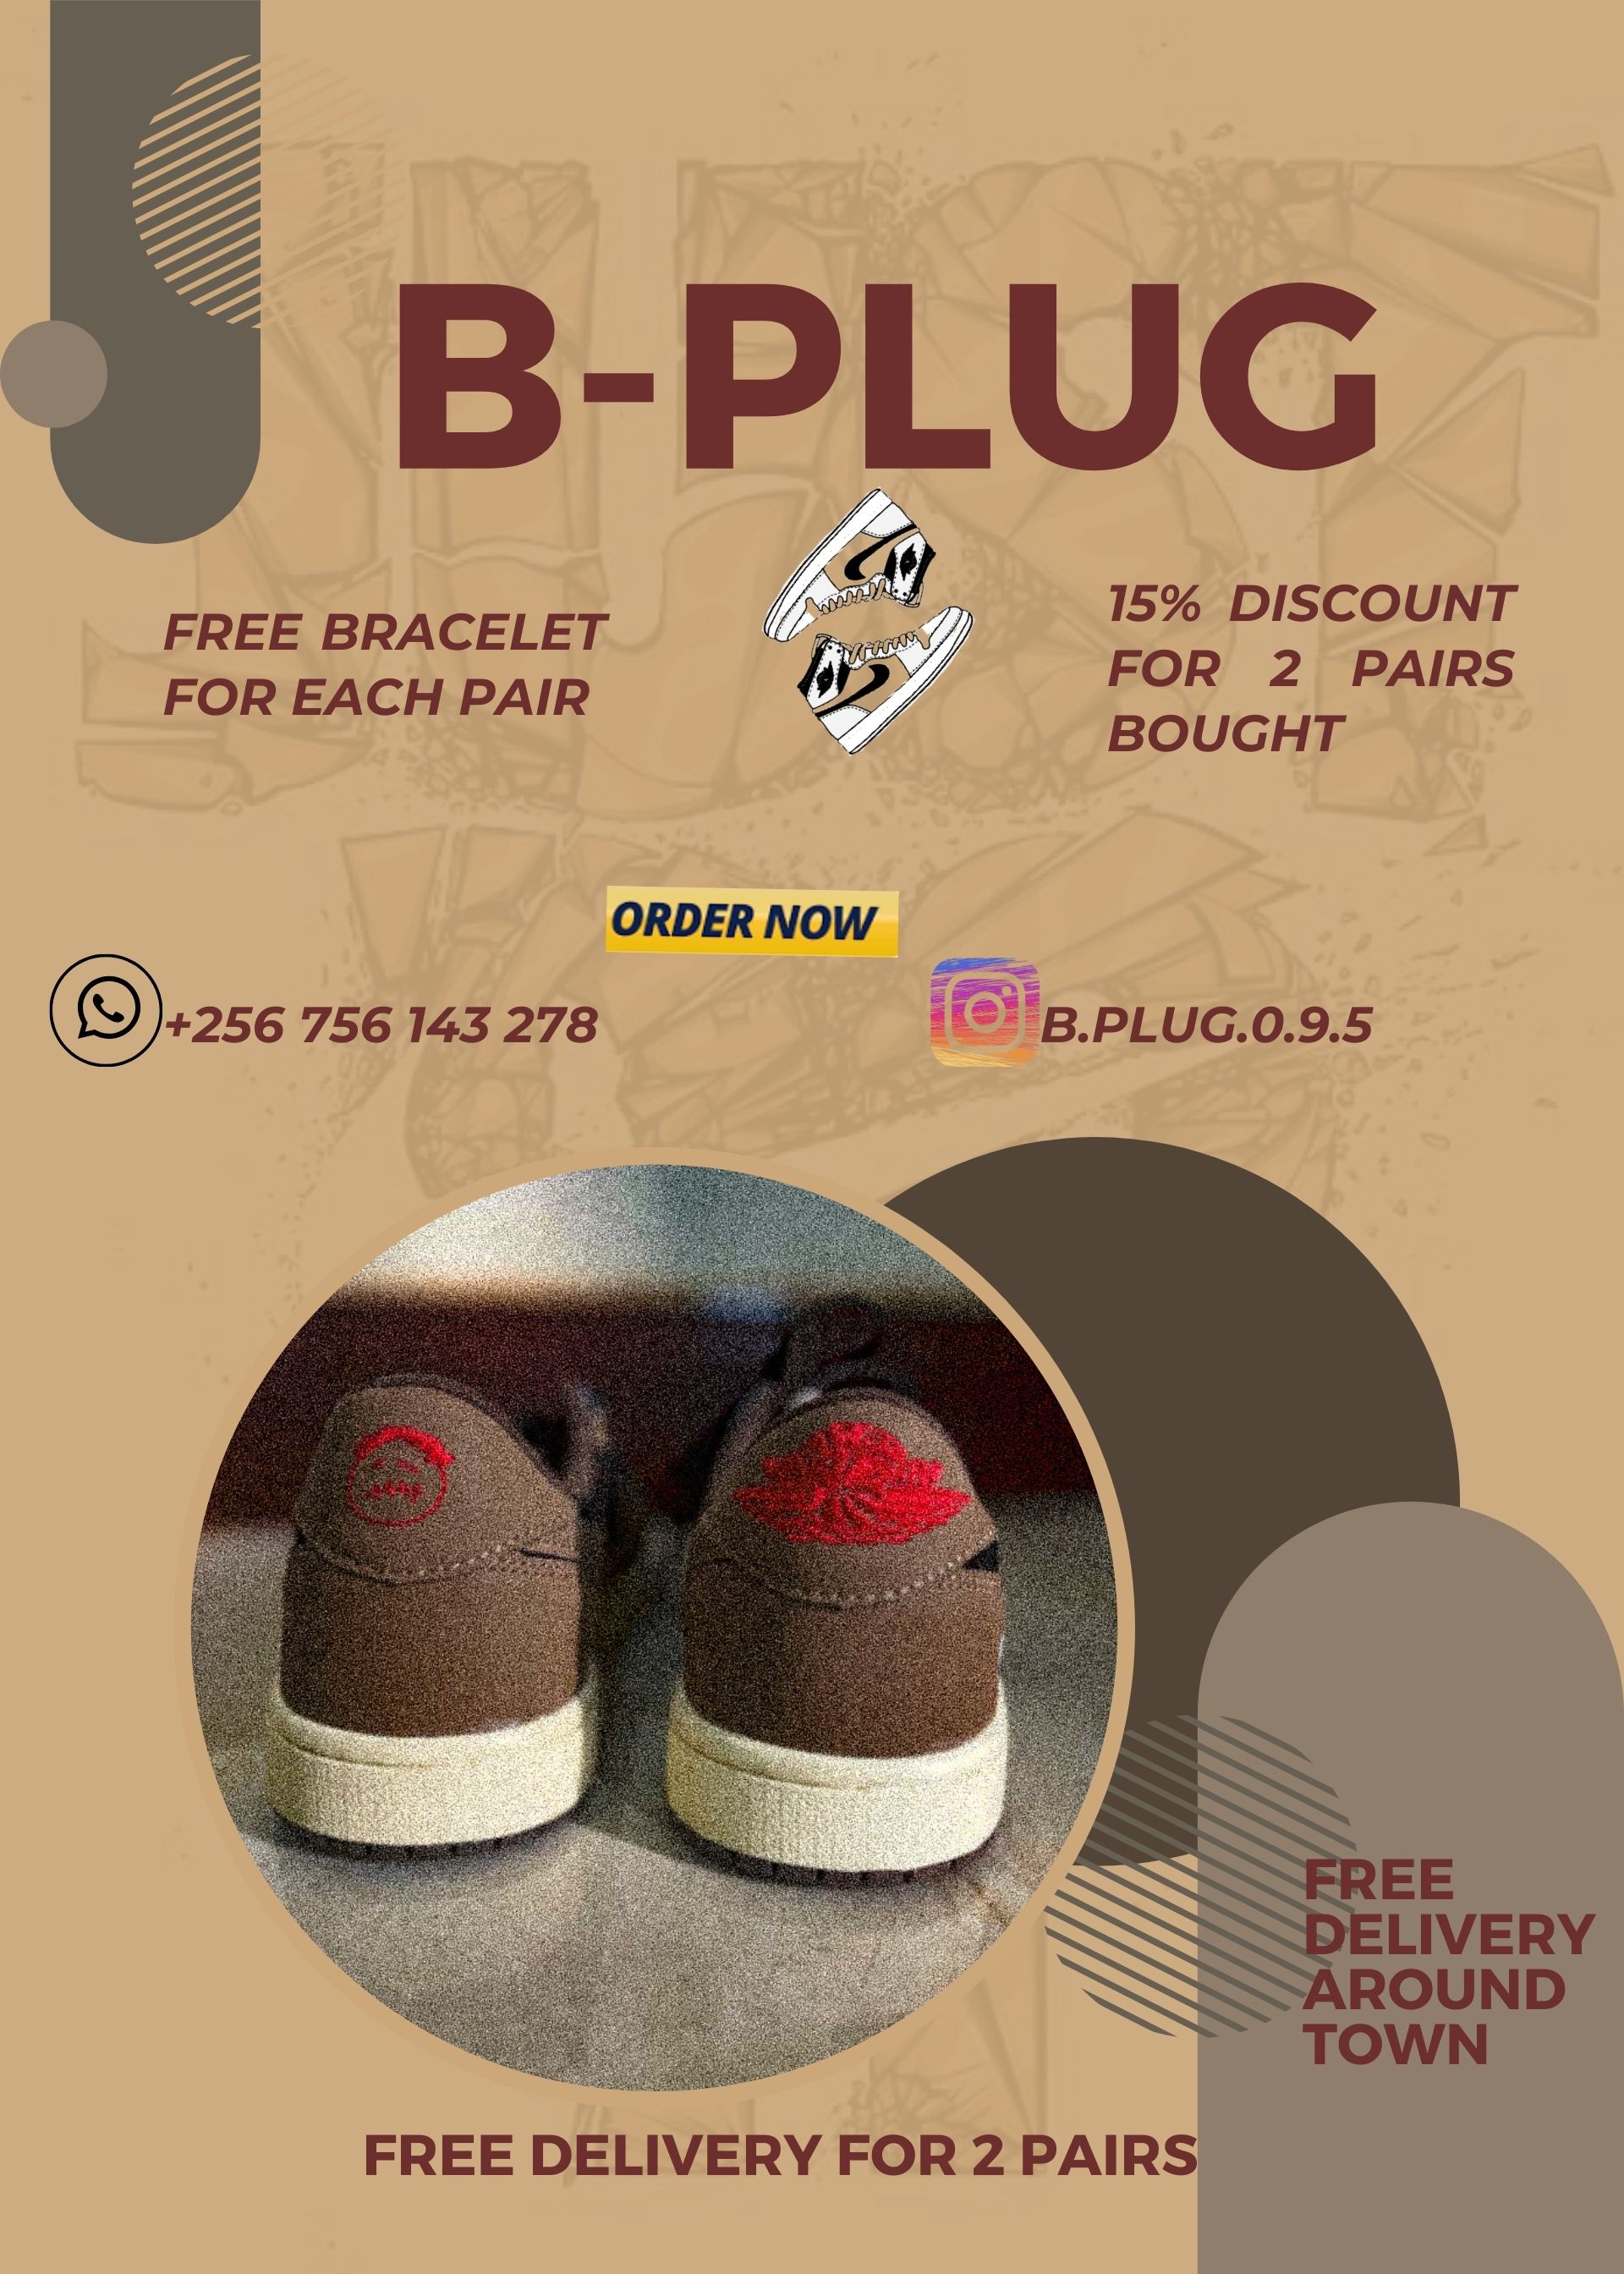 B-PLUG
FREE BRACELET
FOR EACH PAIR
15% DISCOUNT
FOR 2 PAIRS
BOUGHT
ORDER NOW
+256 756 143 278
B.PLUG.0.9.5
FREE
DELIVERY
AROUND
TOWN
FREE DELIVERY FOR 2 PAIRS